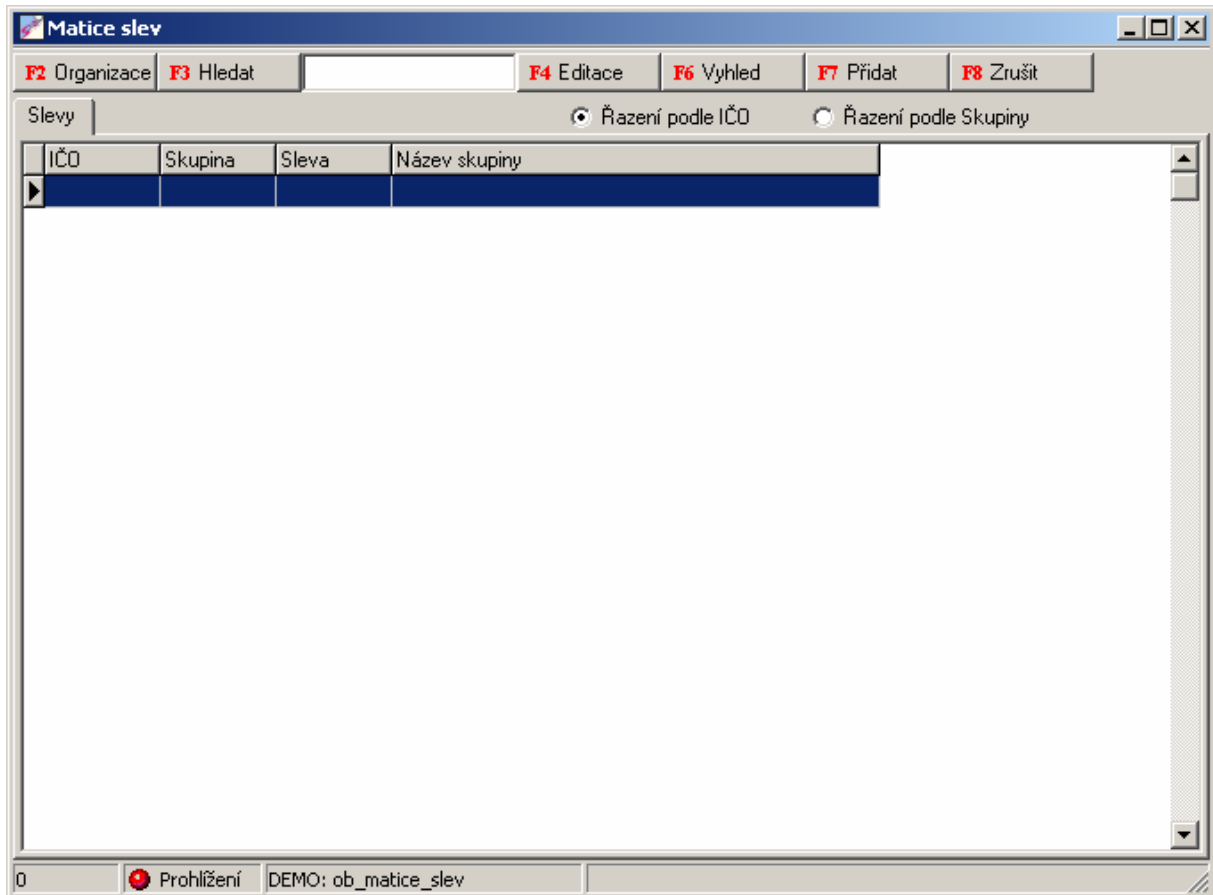 Matice slev
F2 Organizace F3 Hledat F4 Editace F6 Vyhled F7 Přidat F8 Zrušit
Slevy Řazení podle IČO Řazení podle Skupiny
IČO Skupina Sleva Název skupiny
0 Prohlížení DEMO: ob_matice_slev